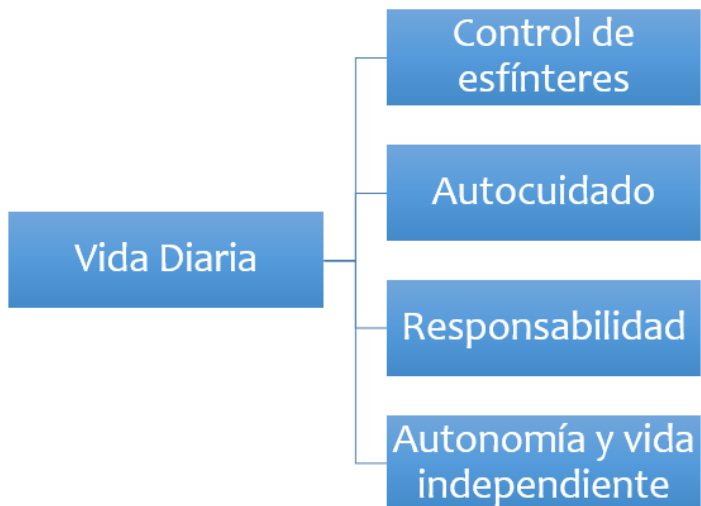 Control de
esfínteres
Autocuidado
Vida Diaria
Responsabilidad
Autonomía y vida
independiente